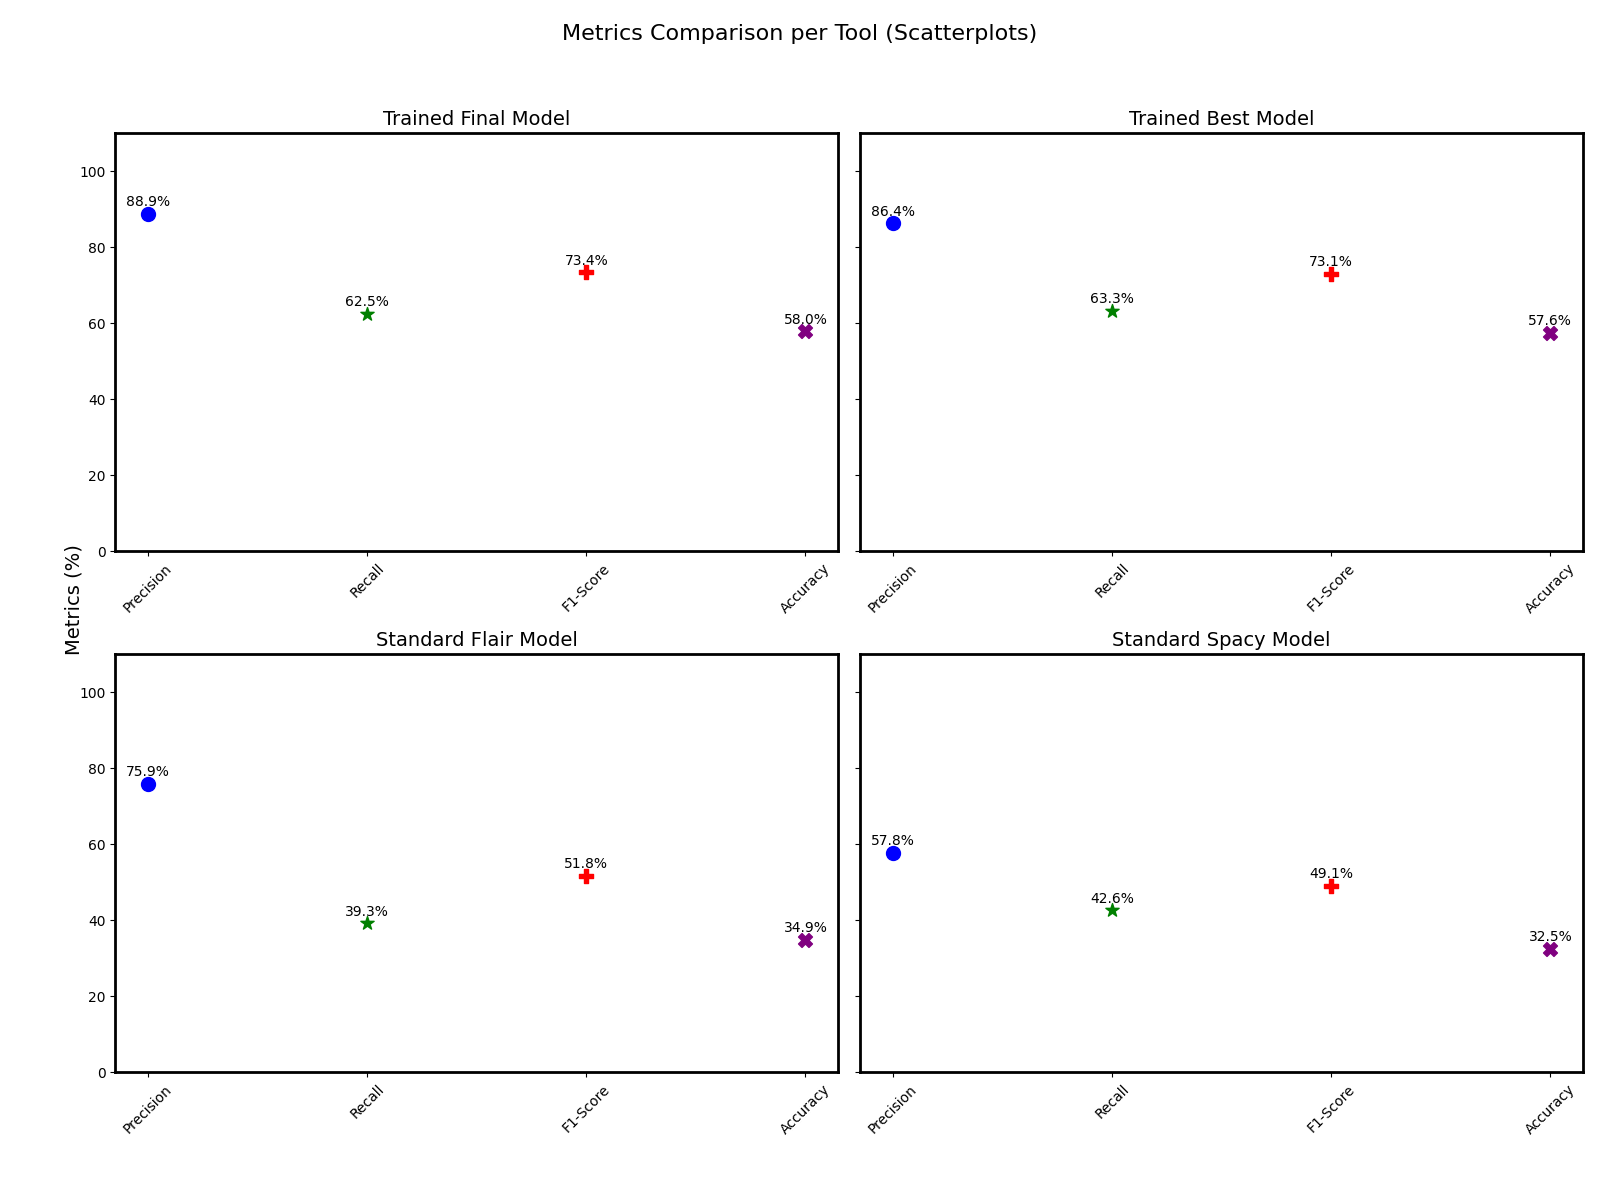 Metrics Comparison per Tool (Scatterplots)
Metrics (%)
Trained Final Model
100
80
60
40
20
0
88.9%
62.5%
73.4%
58.0%
Precision
Recall
F1-Score
Accuracy
Trained Best Model
86.4%
63.3%
73.1%
57.6%
Precision
Recall
F1-Score
Accuracy
Standard Flair Model
100
80
60
40
20
0
75.9%
39.3%
51.8%
34.9%
Precision
Recall
F1-Score
Accuracy
Standard Spacy Model
57.8%
42.6%
49.1%
32.5%
Precision
Recall
F1-Score
Accuracy